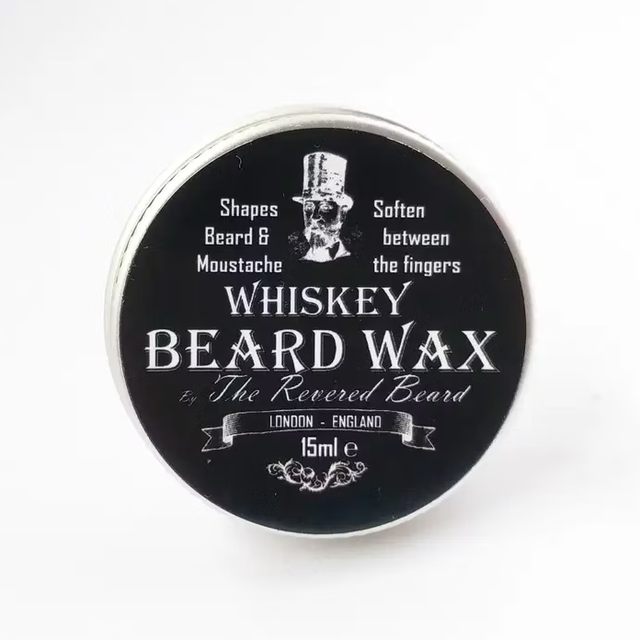 Shapes
Beard &
Moustache
Soften
between
the fingers
WHISKEY
BEARD WAX
By The Revered Beard
LONDON - ENGLAND
15ml e